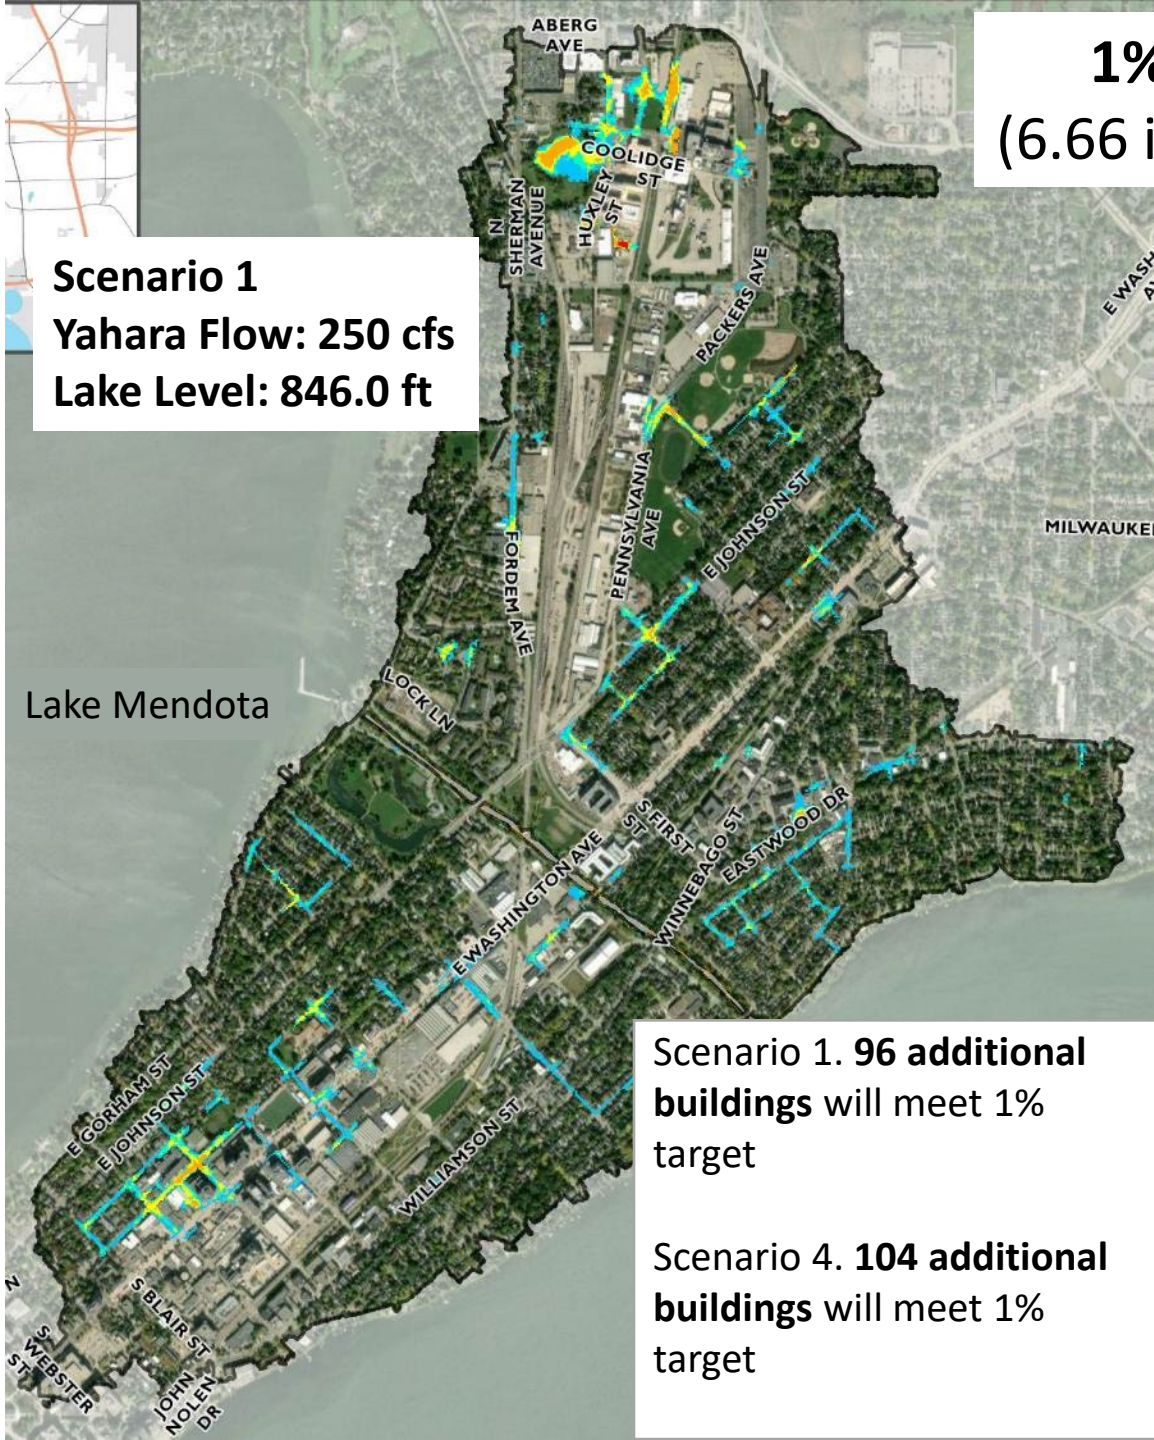 ABERG
AVE
1%
(6.66 i
COOLIDGE
ST
HUXLEY
ST
N
SHERMAN
AVENUE
Scenario 1
Yahara Flow: 250 cfs
Lake Level: 846.0 ft
PACKERS AVE
E WASH
A
PENNSYLVANIA
AVE
E JOHNSON ST
MILWAUKE
FORDEM AVE
LOCK LN
Lake Mendota
S FIRST
ST
WINNEBAGO ST
EASTWOOD DR
E WASHINGTON AVE
E GORHAM ST
E JOHNSON ST
WILLIAMSON ST
Scenario 1. 96 additional
buildings will meet 1%
target
Scenario 4. 104 additional
buildings will meet 1%
target
N
S BLAIR ST
S
WEBSTER
ST
JOHN
NOLEN
DR